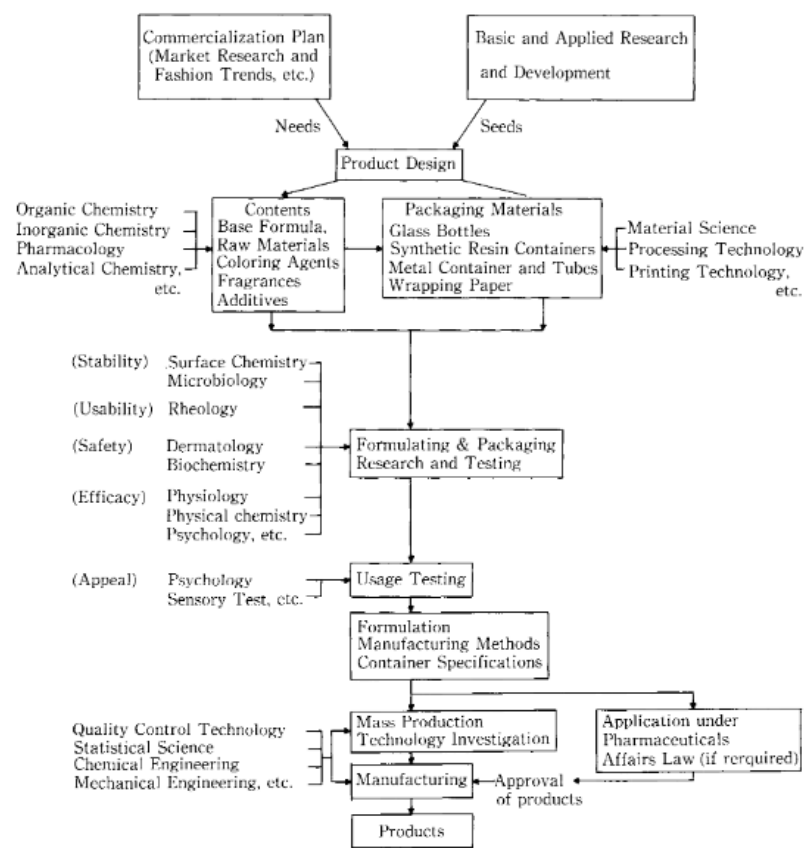 Commercialization Plan
(Market Research and
Fashion Trends, etc.)
Basic and Applied Research
and Development
Needs
Seeds
Product Design
Organic Chemistry
Inorganic Chemistry
Pharmacology
Analytical Chemistry,
etc.
Contents
Base Formula,
Raw Materials
Coloring Agents
Fragrances
Additives
Packaging Materials
Glass Bottles
Synthetic Resin Containers
Metal Container and Tubes
Wrapping Paper
Material Science
Processing Technology
Printing Technology,
etc.
(Stability) Surface Chemistry
Microbiology
(Usability) Rheology
(Safety) Dermatology
Biochemistry
(Efficacy) Physiology
Physical chemistry
Psychology, etc.
Formulating & Packaging
Research and Testing
(Appeal) Psychology
Sensory Test, etc.
Usage Testing
Formulation
Manufacturing Methods
Container Specifications
Quality Control Technology
Statistical Science
Chemical Engineering
Mechanical Engineering, etc.
Mass Production
Technology Investigation
Application under
Pharmaceuticals
Affairs Law (if rerquired)
Manufacturing
Approval
of products
Products